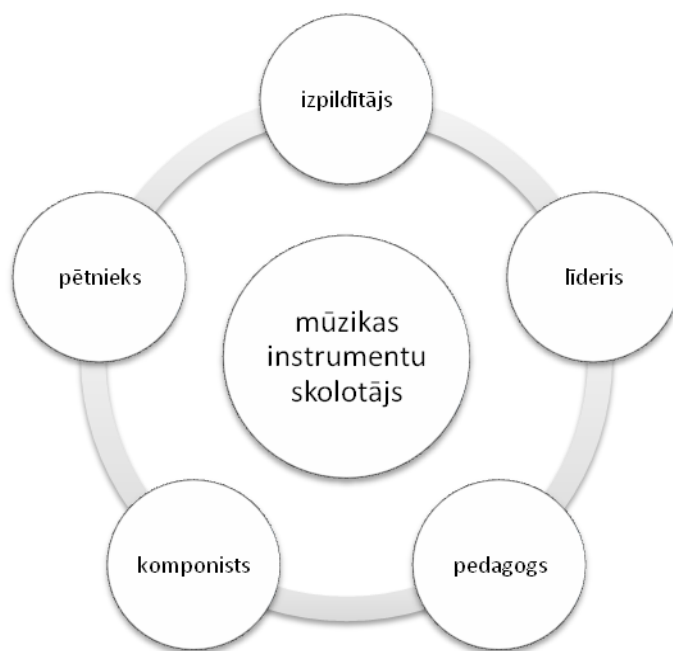 izpildītājs
pētnieks
līderis
mūzikas
instrumentu
skolotājs
komponists
pedagogs